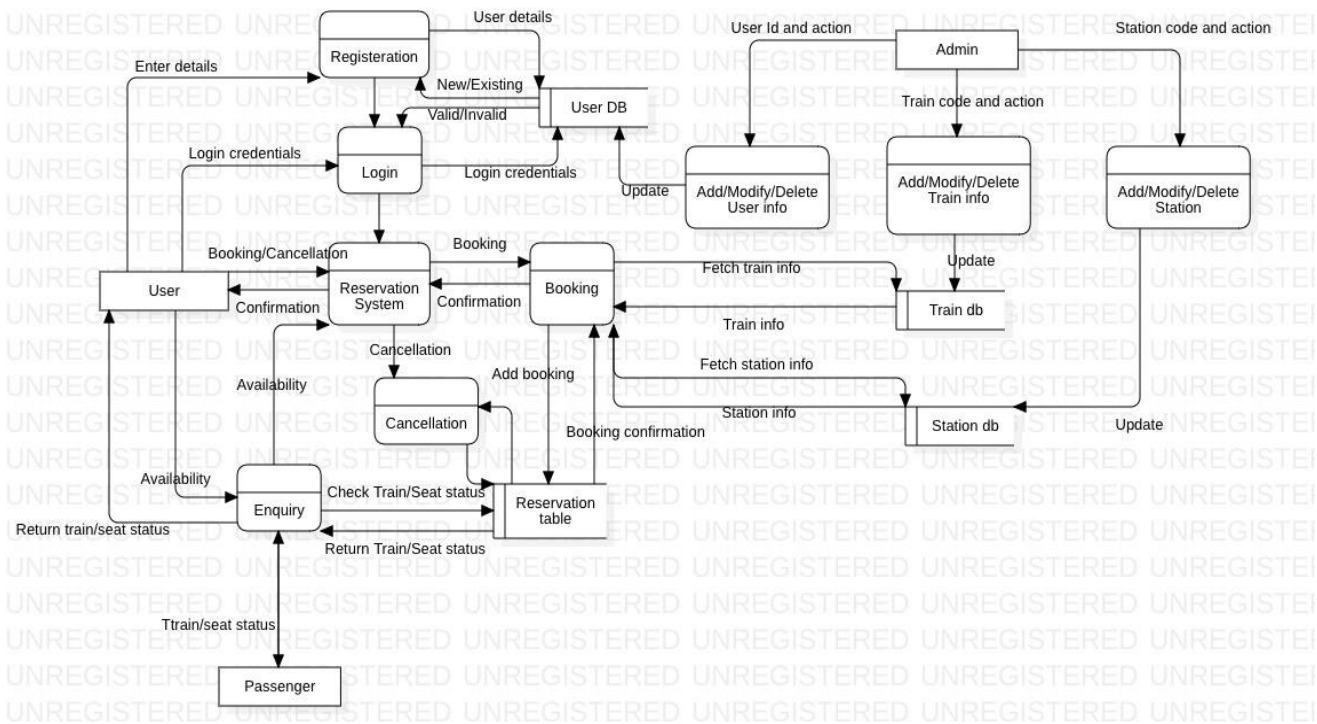 User details
User Id and action
Station code and action
Admin
Registeration
Enter details
New/Existing
User DB
Train code and action
Valid/Invalid
Login credentials
Login
Login credentials
Update
Add/Modify/Delete
User info
Add/Modify/Delete
Train info
Add/Modify/Delete
Station
Booking/Cancellation
Booking
Fetch train info
Update
User
Reservation
System
Booking
Confirmation
Confirmation
Train db
Train info
Cancellation
Fetch station info
Availability
Add booking
Cancellation
Station info
Station db
Update
Booking confirmation
Availability
Check Train/Seat status
Enquiry
Reservation
table
Return train/seat status
Return Train/Seat status
Ttrain/seat status
Passenger
UNREGISTERED UNREGISTERED UNREGISTERED UNREGISTERED UNREGISTERED UNREGISTE